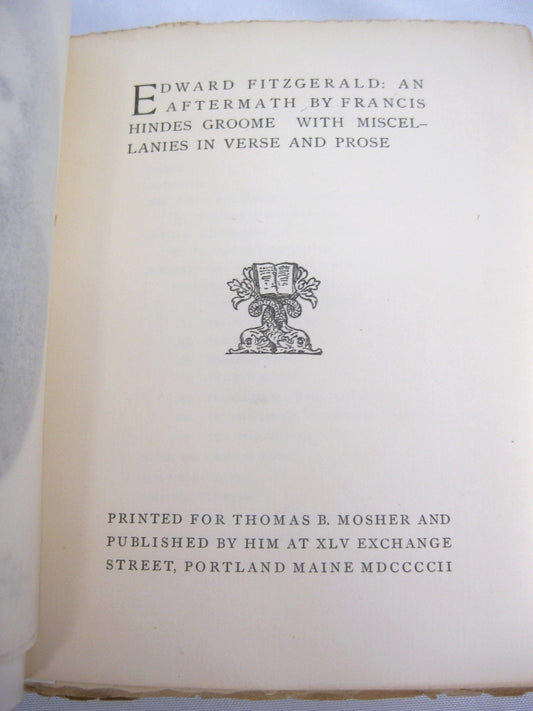 EDWARD FITZGERALD: AN
AFTERMATH BY FRANCIS
HINDES GROOME WITH MISCEL-
LANIES IN VERSE AND PROSE
PRINTED FOR THOMAS B. MOSHER AND
PUBLISHED BY HIM AT XLV EXCHANGE
STREET, PORTLAND MAINE MDCCCCII